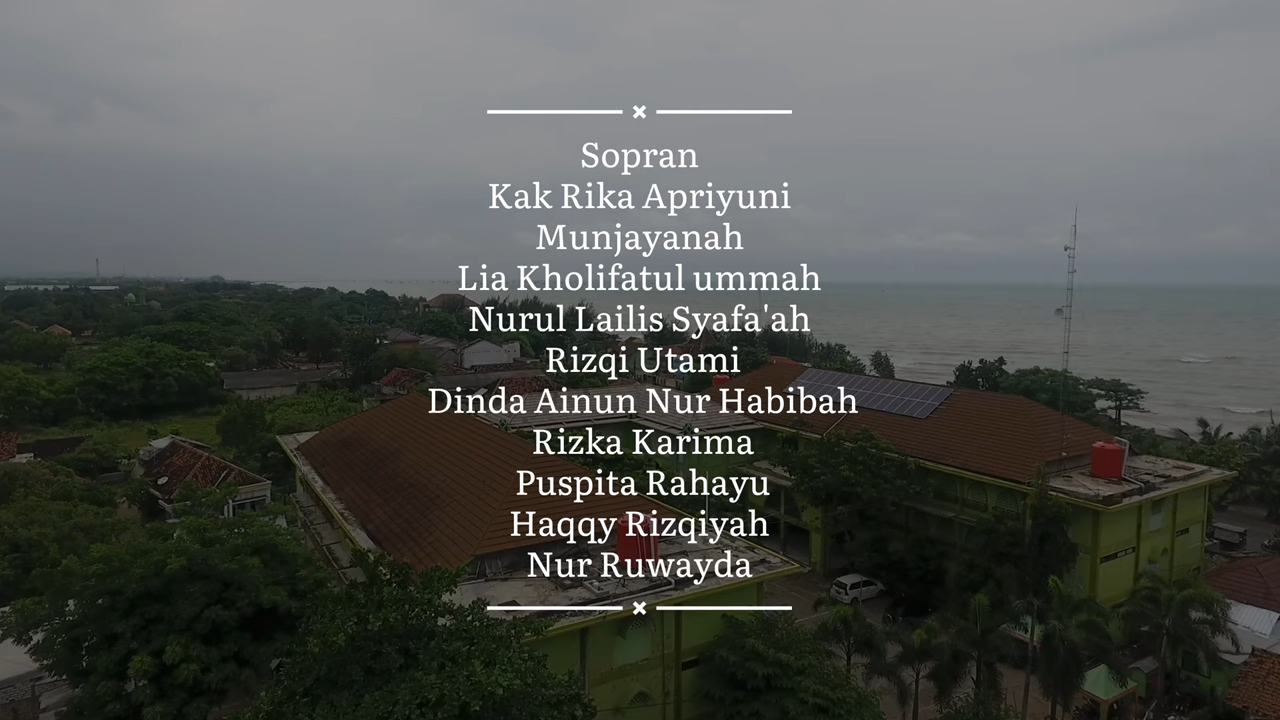 Sopran
Kak Rika Apriyuni
Munjayanah
Lia Kholifatul ummah
Nurul Lailis Syafa'ah
Rizqi Utami
Dinda Ainun Nur Habibah
Rizka Karima
Puspita Rahayu
Haqqy Rizqiyah
Nur Ruwayda